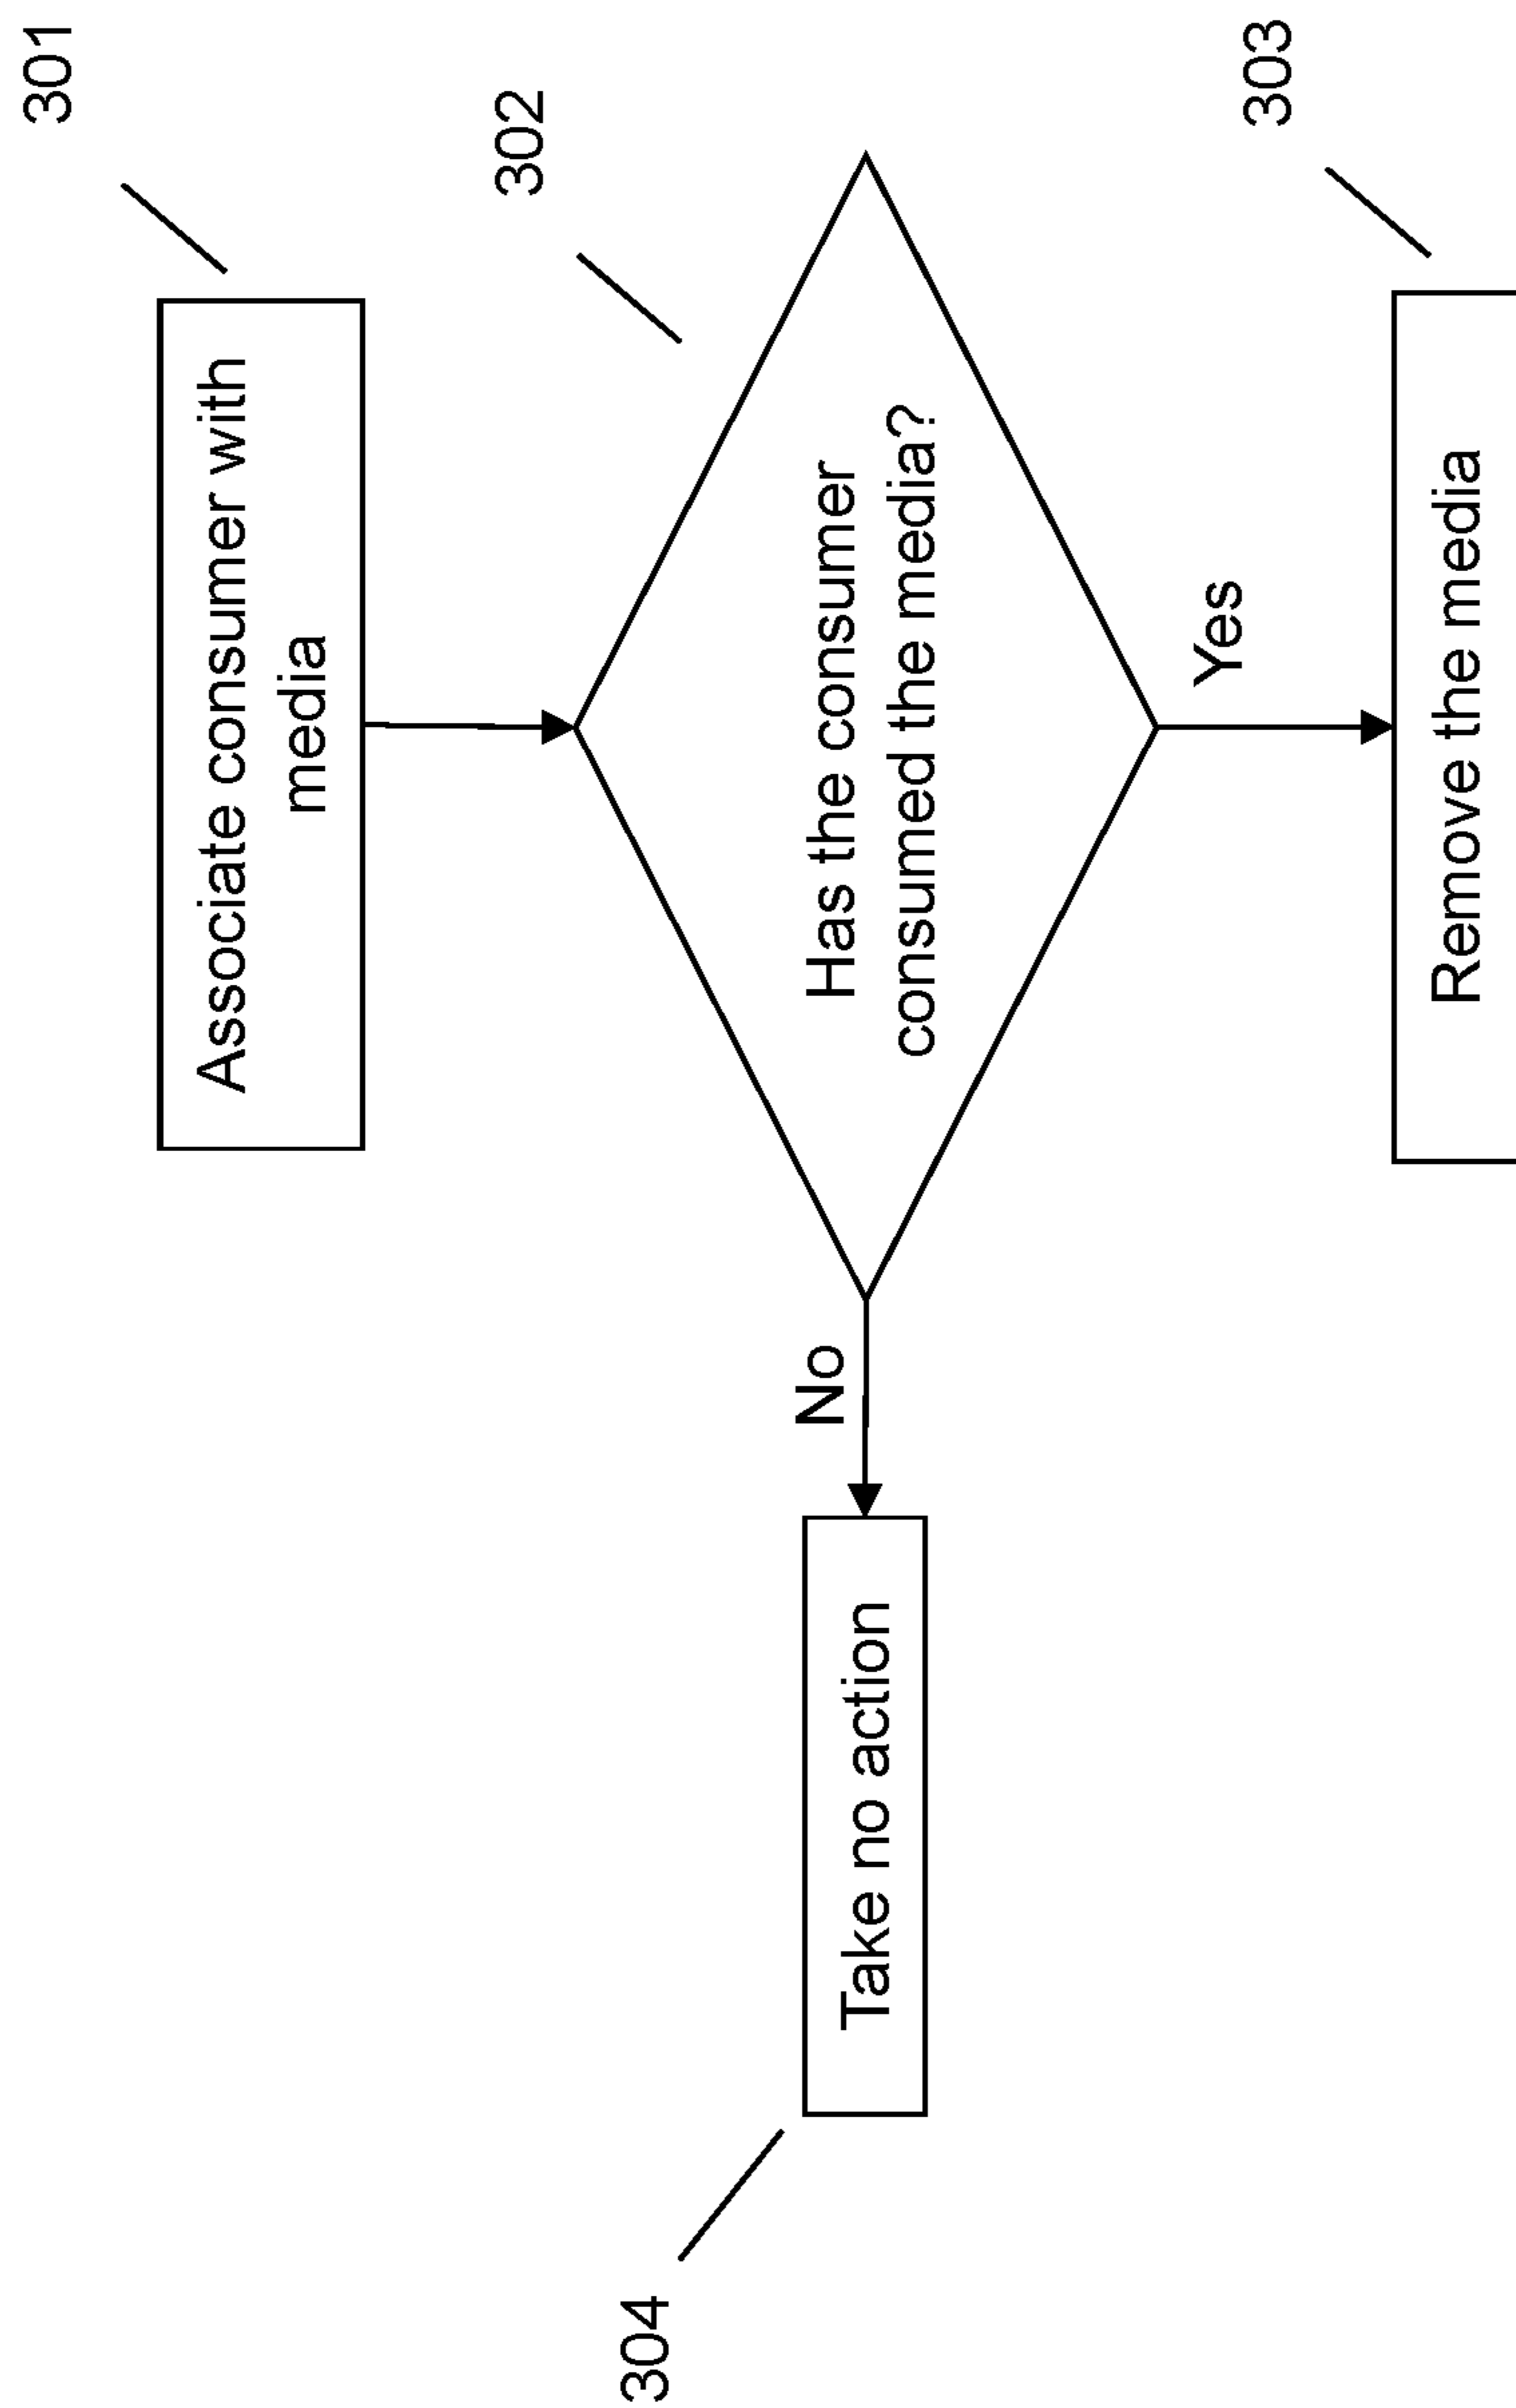 301
Associate consumer with
media
302
Has the consumer
consumed the media?
No
Yes
304
Take no action
303
Remove the media